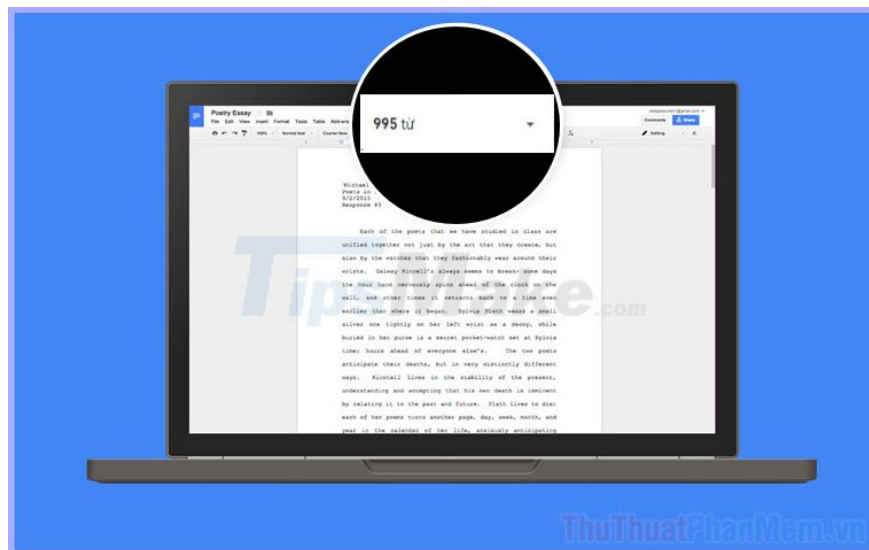 Poetry Essay
File Edit View Insert Format Tools Table Add-ons
Comments
Share
100%
Normal text
Courier New
Editing
995 từ
Michael
Poets in
9/2/2015
Response #3
Each of the poets that we have studied in class are
unified together not just by the art that they create, but
also by the watches that they fashionably wear around their
wrists. Galway Kinnell's always seems to break- some days
the hour hand nervously spins ahead of the clock on the
wall, and other times it retracts back to a time even
earlier than where it began. Sylvia Plath wears a small
silver one tightly on her left wrist as a decoy, while
buried in her purse is a secret pocket-watch set at Sylvia
time; hours ahead of everyone else's. The two poets
anticipate their deaths, but in very distinctly different
ways. Kinnell lives in the stability of the present,
understanding and accepting that his own death is imminent
by relating it to the past and future. Plath lives to die;
each of her poems turns another page, day, week, month, and
year in the calendar of her life, anxiously anticipating
TipsMake.com
ThuThuatPhanMem.vn